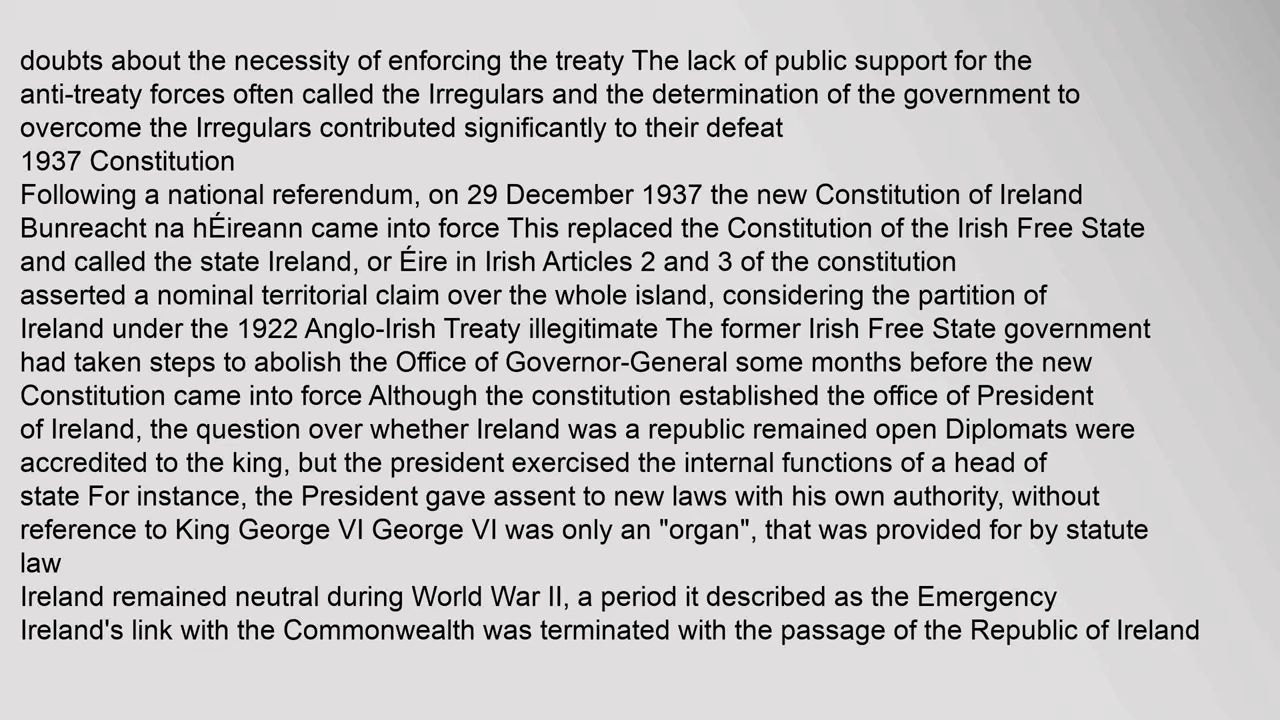 doubts about the necessity of enforcing the treaty The lack of public support for the
anti-treaty forces often called the Irregulars and the determination of the government to
overcome the Irregulars contributed significantly to their defeat
1937 Constitution
Following a national referendum, on 29 December 1937 the new Constitution of Ireland
Bunreacht na hÉireann came into force This replaced the Constitution of the Irish Free State
and called the state Ireland, or Éire in Irish Articles 2 and 3 of the constitution
asserted a nominal territorial claim over the whole island, considering the partition of
Ireland under the 1922 Anglo-Irish Treaty illegitimate The former Irish Free State government
had taken steps to abolish the Office of Governor-General some months before the new
Constitution came into force Although the constitution established the office of President
of Ireland, the question over whether Ireland was a republic remained open Diplomats were
accredited to the king, but the president exercised the internal functions of a head of
state For instance, the President gave assent to new laws with his own authority, without
reference to King George VI George VI was only an "organ", that was provided for by statute
law
Ireland remained neutral during World War II, a period it described as the Emergency
Ireland's link with the Commonwealth was terminated with the passage of the Republic of Ireland